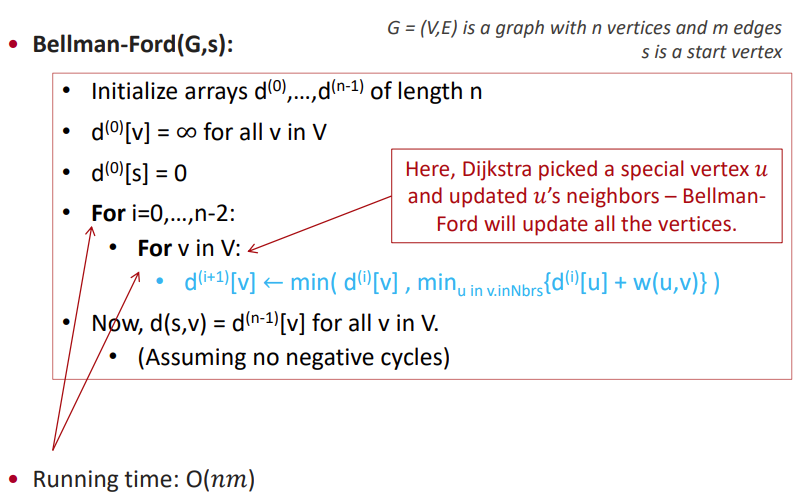 G = (V,E) is a graph with n vertices and m edges
s is a start vertex
• Bellman-Ford(G,s):
• Initialize arrays d⁽⁰⁾,…,d⁽ⁿ⁻¹⁾ of length n
• d⁽⁰⁾[v] = ∞ for all v in V
• d⁽⁰⁾[s] = 0
Here, Dijkstra picked a special vertex u
and updated u's neighbors – Bellman-
Ford will update all the vertices.
• For i=0,…,n-2:
• For v in V:
• d⁽ⁱ⁺¹⁾[v] ← min( d⁽ⁱ⁾[v] , min_{u in v.inNbrs}{d⁽ⁱ⁾[u] + w(u,v)} )
• Now, d(s,v) = d⁽ⁿ⁻¹⁾[v] for all v in V.
• (Assuming no negative cycles)
• Running time: O(nm)